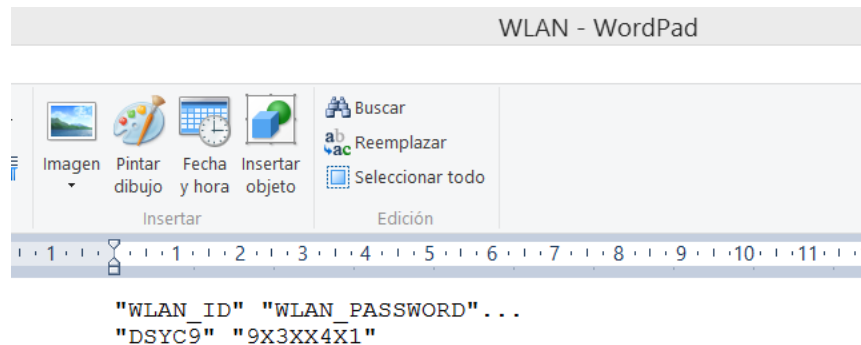 WLAN - WordPad
Imagen
Pintar dibujo
Fecha y hora
Insertar objeto
Insertar
Buscar
Reemplazar
Seleccionar todo
Edición
1 1 2 3 4 5 6 7 8 9 10 11
"WLAN_ID" "WLAN_PASSWORD"...
"DSYC9" "9X3XX4X1"